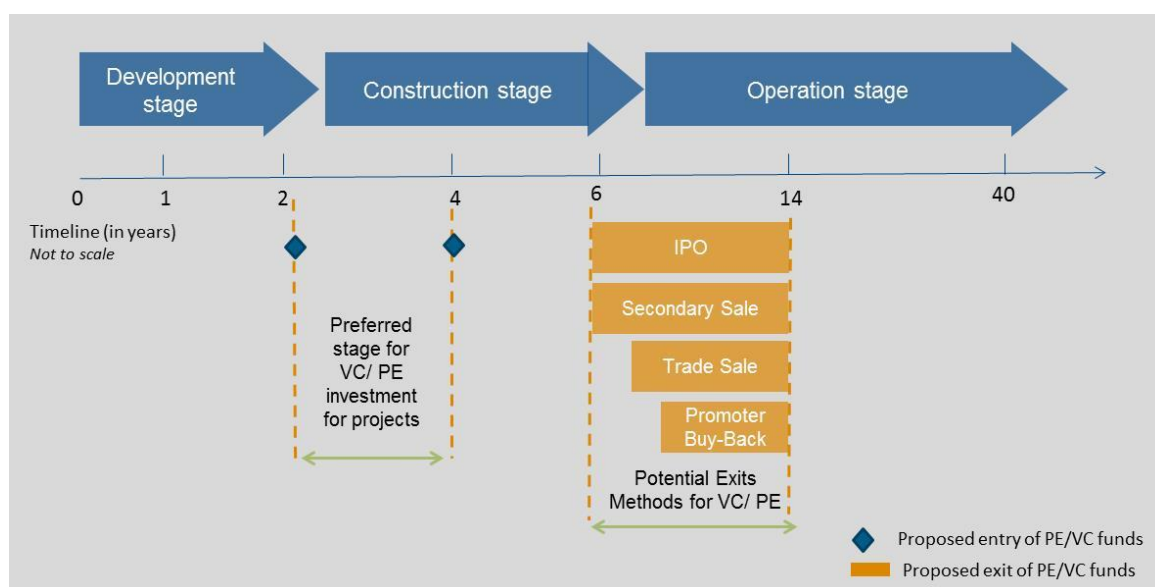 Development
stage
Construction stage
Operation stage
0 1 2 4 6 14 40
Timeline (in years)
Not to scale
IPO
Secondary Sale
Trade Sale
Promoter
Buy-Back
Preferred
stage for
VC/ PE
investment
for projects
Potential Exits
Methods for VC/ PE
Proposed entry of PE/VC funds
Proposed exit of PE/VC funds